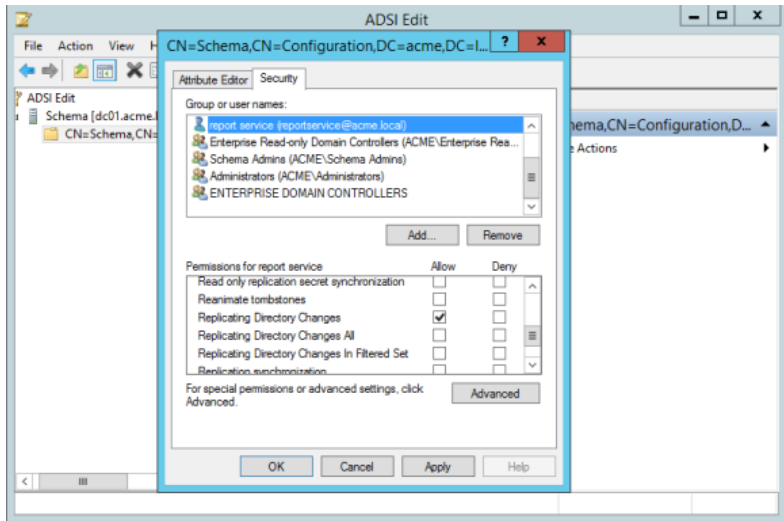 ADSI Edit
File Action View H
CN=Schema,CN=Configuration,DC=acme,DC=l...
?
x
Attribute Editor Security
ADSI Edit
Schema [dc01.acme.l
CN=Schema,CN=
Group or user names:
report service (reportservice@acme.local)
Enterprise Read-only Domain Controllers (ACME\Enterprise Rea...
Schema Admins (ACME\Schema Admins)
Administrators (ACME\Administrators)
ENTERPRISE DOMAIN CONTROLLERS
hema,CN=Configuration,D...
e Actions
Add... Remove
Permissions for report service Allow Deny
Read only replication secret synchronization
Reanimate tombstones
Replicating Directory Changes
Replicating Directory Changes All
Replicating Directory Changes In Filtered Set
Replication synchronization
For special permissions or advanced settings, click
Advanced.
Advanced
OK Cancel Apply Help